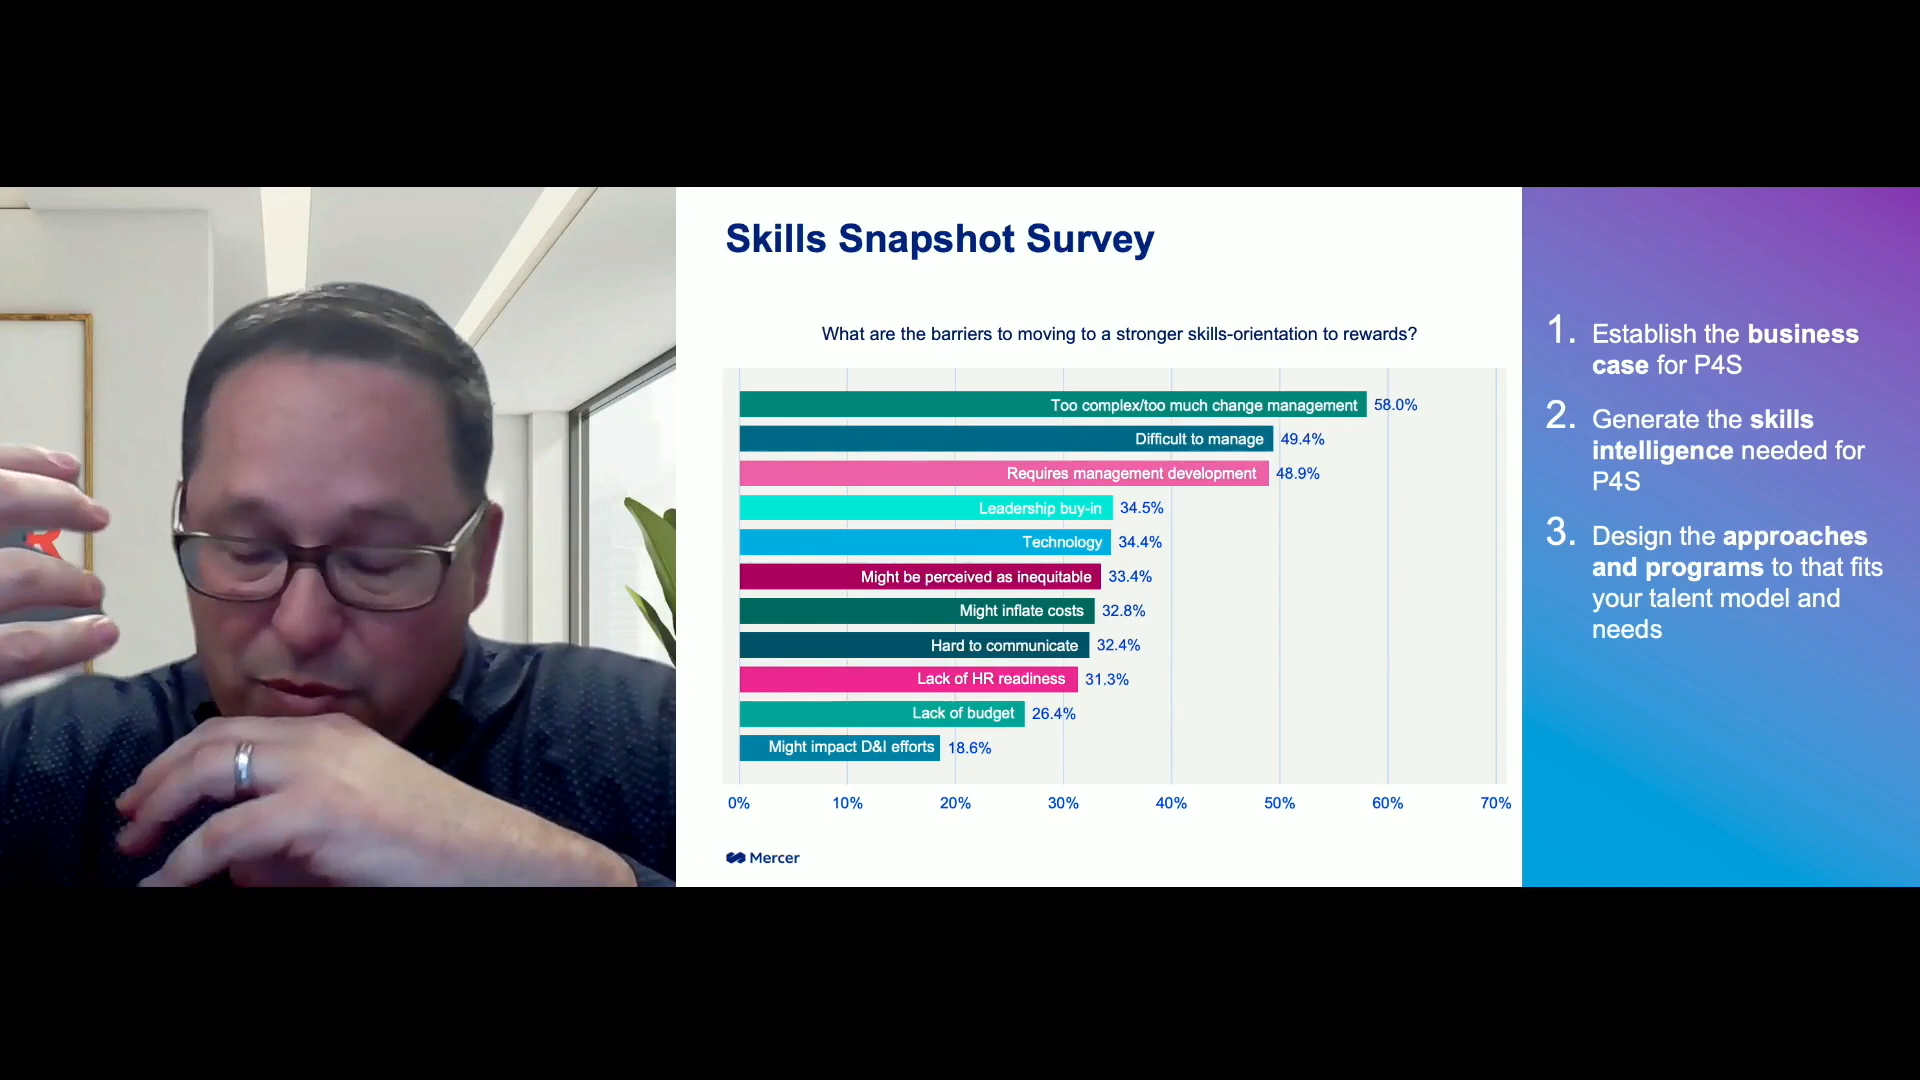 Skills Snapshot Survey
What are the barriers to moving to a stronger skills-orientation to rewards?
Too complex/too much change management 58.0%
Difficult to manage 49.4%
Requires management development 48.9%
Leadership buy-in 34.5%
Technology 34.4%
Might be perceived as inequitable 33.4%
Might inflate costs 32.8%
Hard to communicate 32.4%
Lack of HR readiness 31.3%
Lack of budget 26.4%
Might impact D&I efforts 18.6%
0% 10% 20% 30% 40% 50% 60% 70%
Mercer
1. Establish the business
case for P4S
2. Generate the skills
intelligence needed for
P4S
3. Design the approaches
and programs to that fits
your talent model and
needs